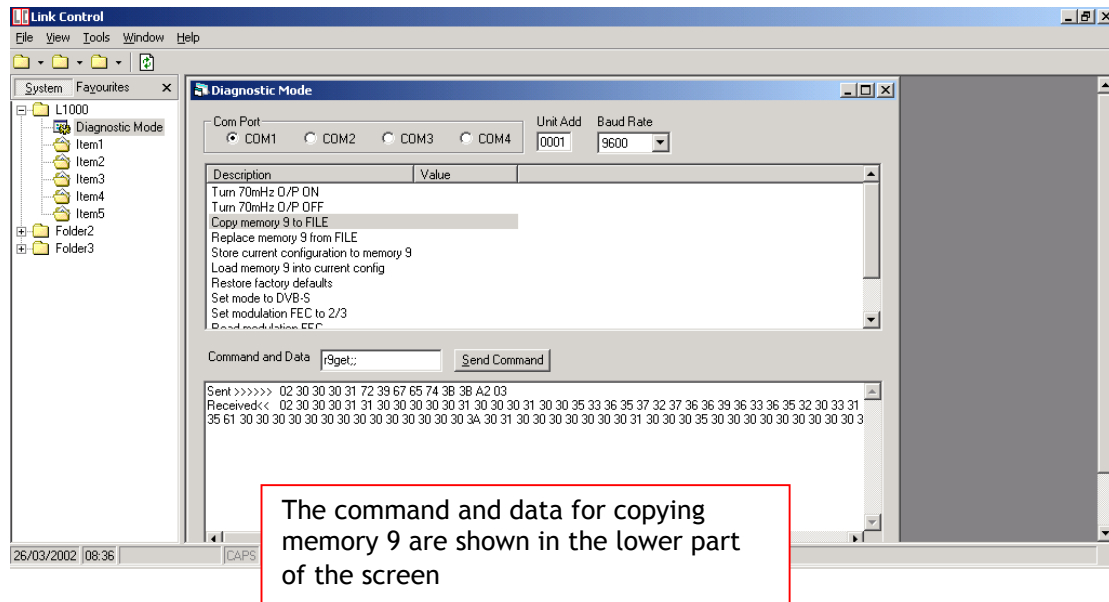 Link Control
File View Tools Window Help
System Favourites X
L1000
Diagnostic Mode
Item1
Item2
Item3
Item4
Item5
Folder2
Folder3
Diagnostic Mode
Com Port
COM1 COM2 COM3 COM4
Unit Add Baud Rate
0001 9600
Description Value
Turn 70mHz O/P ON
Turn 70mHz O/P OFF
Copy memory 9 to FILE
Replace memory 9 from FILE
Store current configuration to memory 9
Load memory 9 into current config
Restore factory defaults
Set mode to DVB-S
Set modulation FEC to 2/3
Read modulation FEC
Command and Data r9get;; Send Command
Sent >>>>>> 02 30 30 30 31 72 39 67 65 74 3B 3B A2 03
Received<< 02 30 30 30 31 31 30 30 30 30 30 31 30 30 30 31 30 30 35 33 36 35 37 32 37 36 36 39 36 33 36 35 32 30 33 31
35 61 30 30 30 30 30 30 30 30 30 30 30 30 30 30 3A 30 31 30 30 30 30 30 30 31 30 30 30 35 30 30 30 30 30 30 30 30 3
26/03/2002 08:36 CAPS
The command and data for copying
memory 9 are shown in the lower part
of the screen